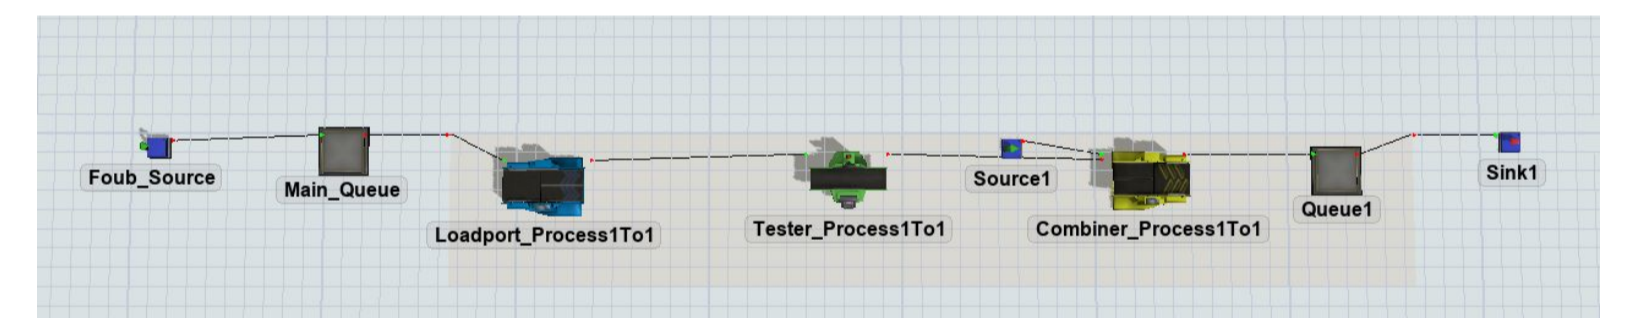 Foub_Source
Main_Queue
Loadport_Process1To1
Tester_Process1To1
Source1
Combiner_Process1To1
Queue1
Sink1